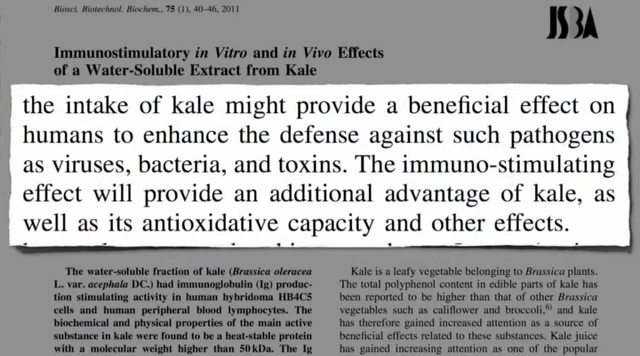 Biosci. Biotechnol. Biochem., 75 (1), 40–46, 2011
JSBA
Immunostimulatory in Vitro and in Vivo Effects
of a Water-Soluble Extract from Kale
the intake of kale might provide a beneficial effect on
humans to enhance the defense against such pathogens
as viruses, bacteria, and toxins. The immuno-stimulating
effect will provide an additional advantage of kale, as
well as its antioxidative capacity and other effects.
The water-soluble fraction of kale (Brassica oleracea
L. var. acephala DC.) had immunoglobulin (Ig) produc-
tion stimulating activity in human hybridoma HB4C5
cells and human peripheral blood lymphocytes. The
biochemical and physical properties of the main active
substance in kale were found to be a heat-stable protein
with a molecular weight higher than 50 kDa. The Ig
Kale is a leafy vegetable belonging to Brassica plants.
The total polyphenol content in edible parts of kale has
been reported to be higher than that of other Brassica
vegetables such as califlower and broccoli,6) and kale
has therefore gained increased attention as a source of
beneficial effects related to these substances. Kale juice
has gained increasing attention as one of the popular